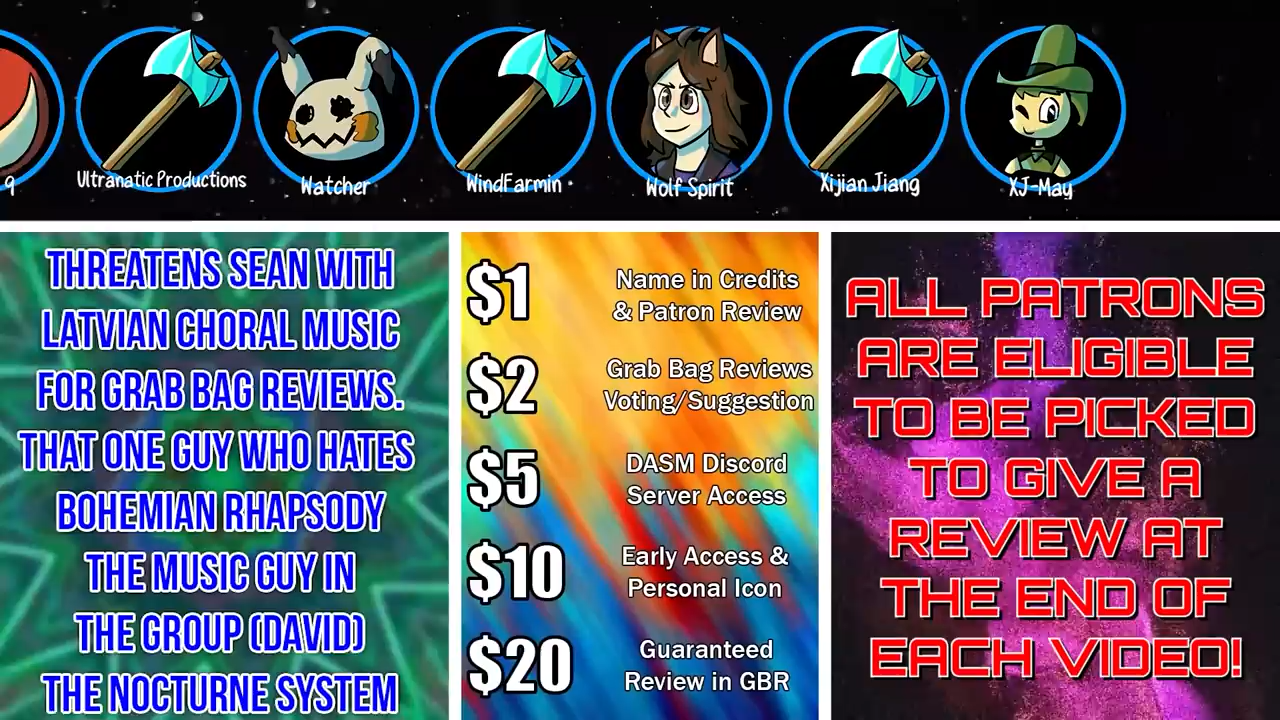 9
Ultranatic Productions
Watcher
WindFarmin
Wolf Spirit
Xijian Jiang
XJ-May
THREATENS SEAN WITH
LATVIAN CHORAL MUSIC
FOR GRAB BAG REVIEWS.
THAT ONE GUY WHO HATES
BOHEMIAN RHAPSODY
THE MUSIC GUY IN
THE GROUP (DAVID)
THE NOCTURNE SYSTEM
$1
Name in Credits
& Patron Review
$2
Grab Bag Reviews
Voting/Suggestion
$5
DASM Discord
Server Access
$10
Early Access &
Personal Icon
$20
Guaranteed
Review in GBR
ALL PATRONS
ARE ELIGIBLE
TO BE PICKED
TO GIVE A
REVIEW AT
THE END OF
EACH VIDEO!